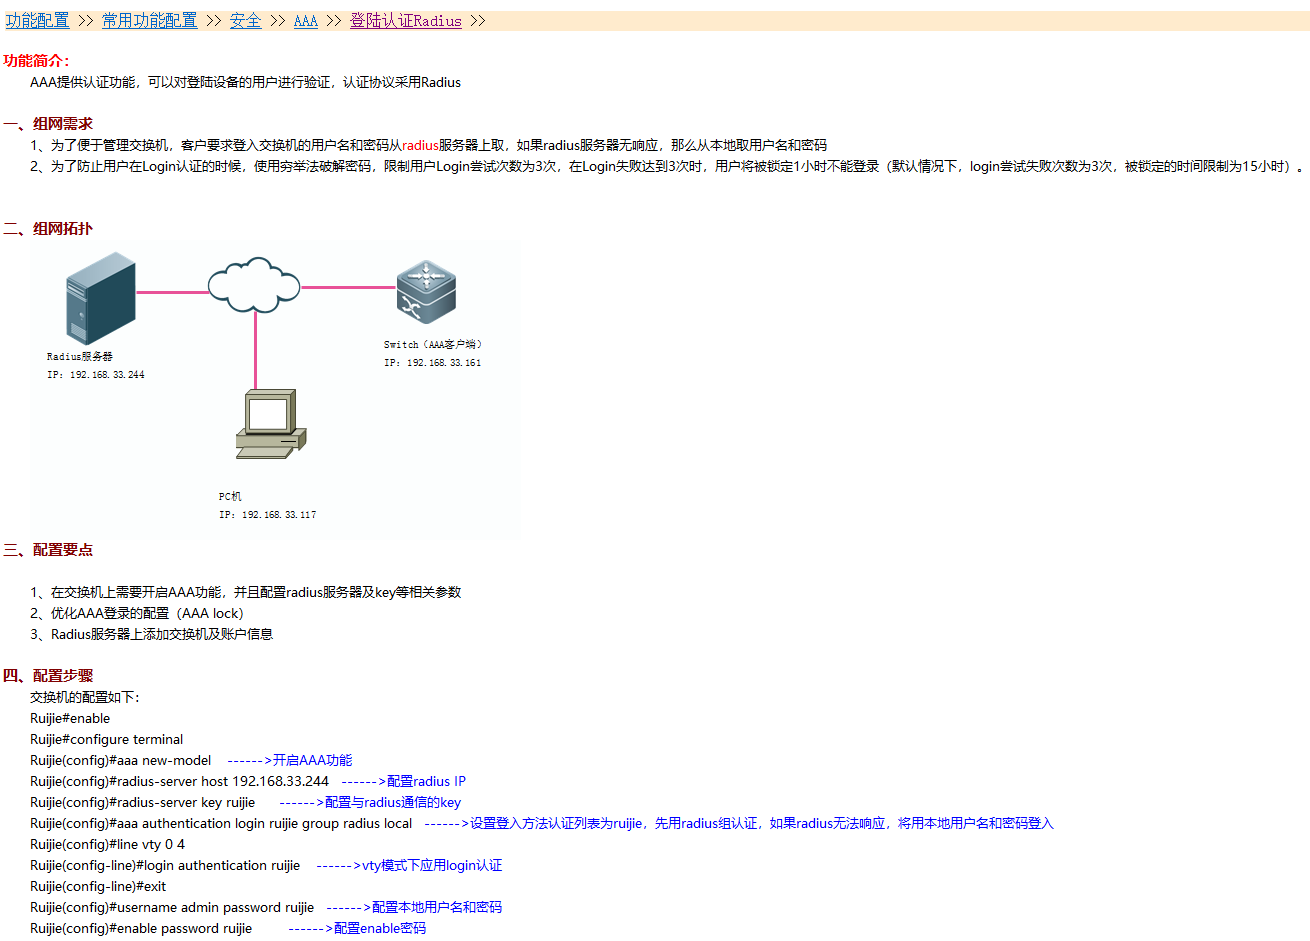 功能配置 >> 常用功能配置 >> 安全 >> AAA >> 登陆认证Radius >>
功能简介：
AAA提供认证功能，可以对登陆设备的用户进行验证，认证协议采用Radius
一、组网需求
1、为了便于管理交换机，客户要求登入交换机的用户名和密码从radius服务器上取，如果radius服务器无响应，那么从本地取用户名和密码
2、为了防止用户在Login认证的时候，使用穷举法破解密码，限制用户Login尝试次数为3次，在Login失败达到3次时，用户将被锁定1小时不能登录（默认情况下，login尝试失败次数为3次，被锁定的时间限制为15小时）。
二、组网拓扑
Radius服务器
IP: 192.168.33.244
Switch（AAA客户端）
IP: 192.168.33.161
PC机
IP: 192.168.33.117
三、配置要点
1、在交换机上需要开启AAA功能，并且配置radius服务器及key等相关参数
2、优化AAA登录的配置（AAA lock）
3、Radius服务器上添加交换机及账户信息
四、配置步骤
交换机的配置如下：
Ruijie#enable
Ruijie#configure terminal
Ruijie(config)#aaa new-model ------>开启AAA功能
Ruijie(config)#radius-server host 192.168.33.244 ------>配置radius IP
Ruijie(config)#radius-server key ruijie ------>配置与radius通信的key
Ruijie(config)#aaa authentication login ruijie group radius local ------>设置登入方法认证列表为ruijie，先用radius组认证，如果radius无法响应，将用本地用户名和密码登入
Ruijie(config)#line vty 0 4
Ruijie(config-line)#login authentication ruijie ------>vty模式下应用login认证
Ruijie(config-line)#exit
Ruijie(config)#username admin password ruijie ------>配置本地用户名和密码
Ruijie(config)#enable password ruijie ------>配置enable密码